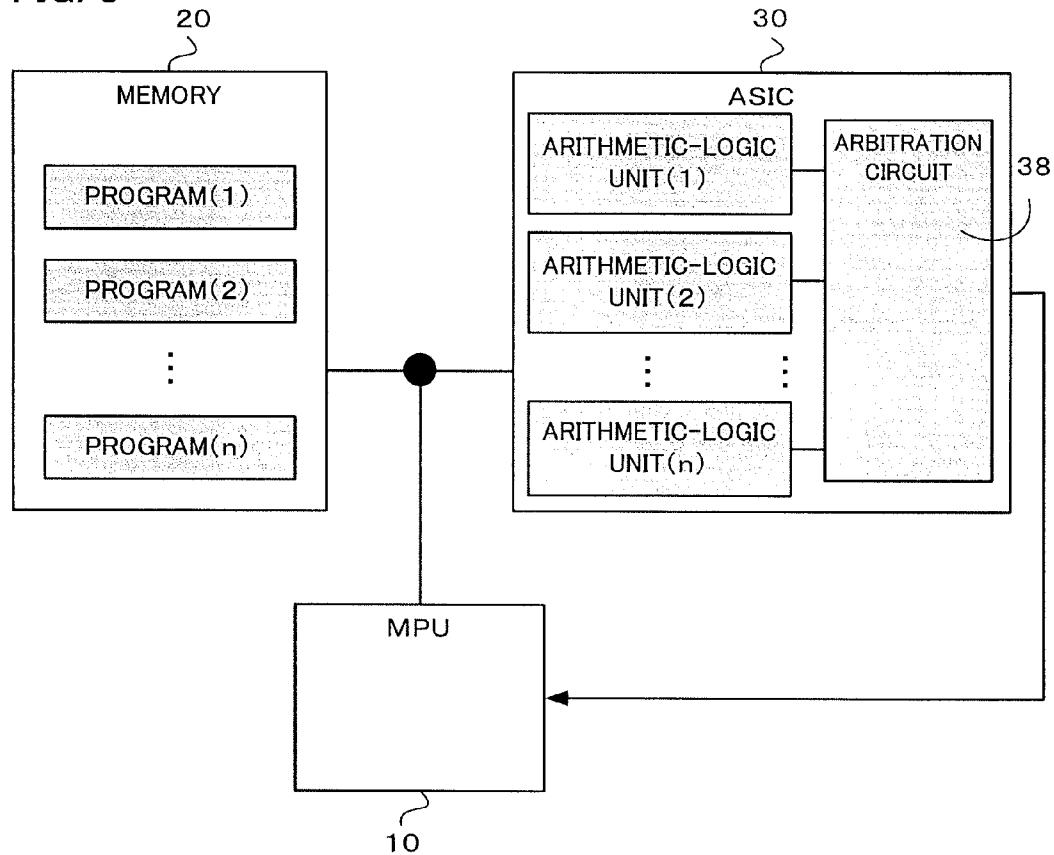 20
30
MEMORY
ASIC
PROGRAM(1)
PROGRAM(2)
⋮
PROGRAM(n)
ARITHMETIC-LOGIC
UNIT(1)
ARITHMETIC-LOGIC
UNIT(2)
⋮
⋮
ARITHMETIC-LOGIC
UNIT(n)
ARBITRATION
CIRCUIT
38
MPU
10